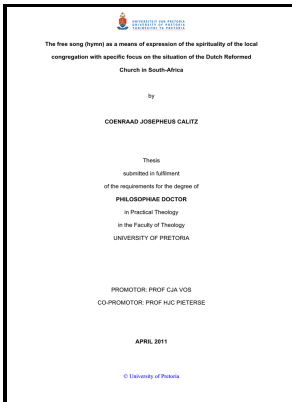 UNIVERSITEIT VAN PRETORIA
UNIVERSITY OF PRETORIA
YUNIBESITHI YA PRETORIA
The free song (hymn) as a means of expression of the spirituality of the local
congregation with specific focus on the situation of the Dutch Reformed
Church in South-Africa
by
COENRAAD JOSEPHEUS CALITZ
Thesis
submitted in fulfilment
of the requirements for the degree of
PHILOSOPHIAE DOCTOR
in Practical Theology
in the Faculty of Theology
UNIVERSITY OF PRETORIA
PROMOTOR: PROF CJA VOS
CO-PROMOTOR: PROF HJC PIETERSE
APRIL 2011
© University of Pretoria